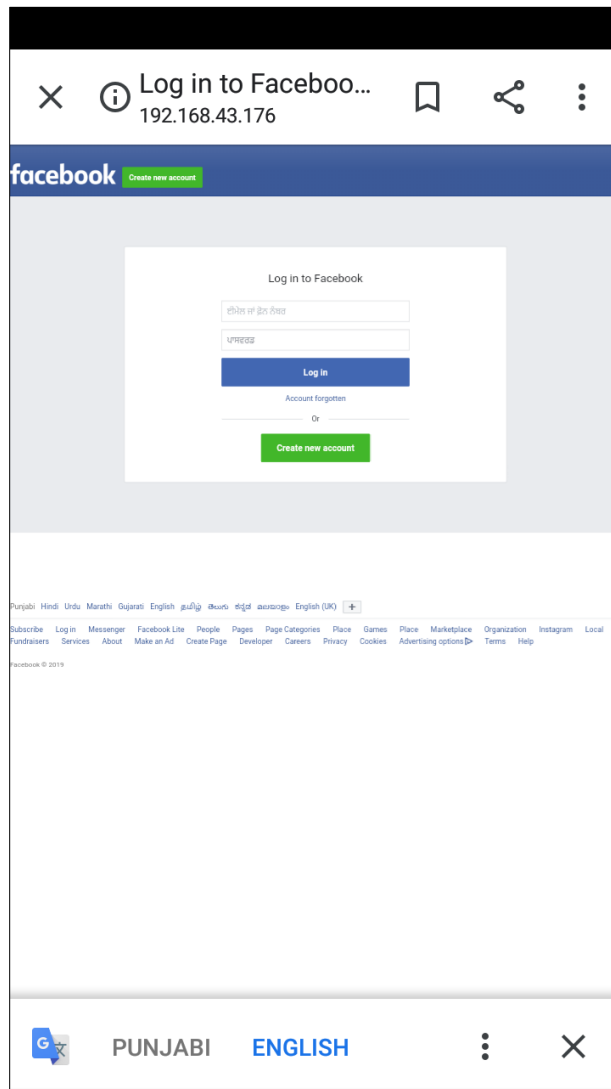 Log in to Faceboo...
192.168.43.176
facebook Create new account
Log in to Facebook
ਈਮੇਲ ਜਾਂ ਫ਼ੋਨ ਨੰਬਰ
ਪਾਸਵਰਡ
Log in
Account forgotten
Or
Create new account
Punjabi Hindi Urdu Marathi Gujarati English தமிழ் తెలుగు ಕನ್ನಡ മലയാളം English (UK) +
Subscribe Log in Messenger Facebook Lite People Pages Page Categories Place Games Place Marketplace Organization Instagram Local
Fundraisers Services About Make an Ad Create Page Developer Careers Privacy Cookies Advertising options Terms Help
Facebook © 2019
G PUNJABI ENGLISH